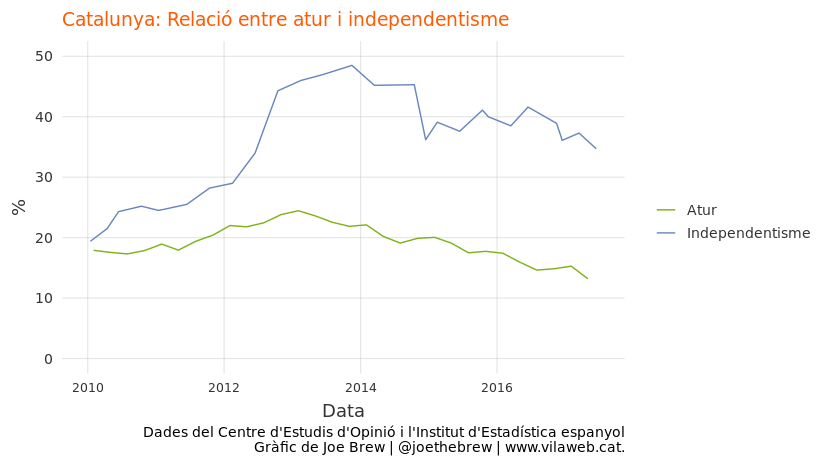 Catalunya: Relació entre atur i independentisme
50
40
30
20
10
0
%
2010 2012 2014 2016
Data
Atur
Independentisme
Dades del Centre d'Estudis d'Opinió i l'Institut d'Estadística espanyol
Gràfic de Joe Brew | @joethebrew | www.vilaweb.cat.